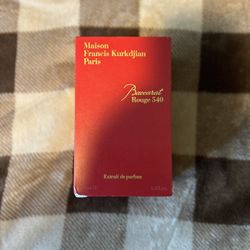 Maison
Francis Kurkdjian
Paris
Baccarat
Rouge 540
Extrait de parfum